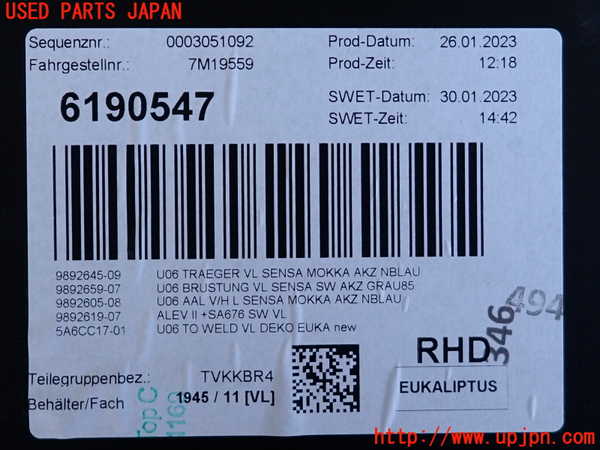 USED PARTS JAPAN
Sequenznr.: 0003051092 Prod-Datum: 26.01.2023
Fahrgestellnr.: 7M19559 Prod-Zeit: 12:18
6190547 SWET-Datum: 30.01.2023
SWET-Zeit: 14:42
9892645-09 U06 TRAEGER VL SENSA MOKKA AKZ NBLAU
9892659-07 U06 BRUSTUNG VL SENSA SW AKZ GRAU85
9892605-08 U06 AAL V/H L SENSA MOKKA AKZ NBLAU
9892619-07 ALEV II +SA676 SW VL
5A6CC17-01 U06 TO WELD VL DEKO EUKA new
494
346
RHD
Teilegruppenbez.: TVKKBR4
EUKALIPTUS
Behälter/Fach 1945 / 11 [VL]
Top C
1160
http://www.upjpn.com/